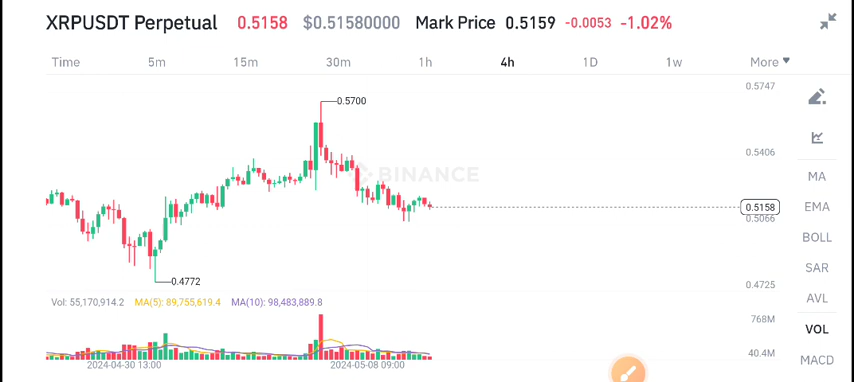 XRPUSDT Perpetual 0.5158 $0.51580000 Mark Price 0.5159 -0.0053 -1.02%
Time 5m 15m 30m 1h 4h 1D 1w More
0.5747
0.5700
0.5406
BINANCE
MA
0.5158
EMA
0.5066
BOLL
SAR
0.4772
0.4725
AVL
Vol: 55,170,914.2 MA(5): 89,755,619.4 MA(10): 98,483,889.8
768M
VOL
40.4M
MACD
2024-04-30 13:00 2024-05-08 09:00